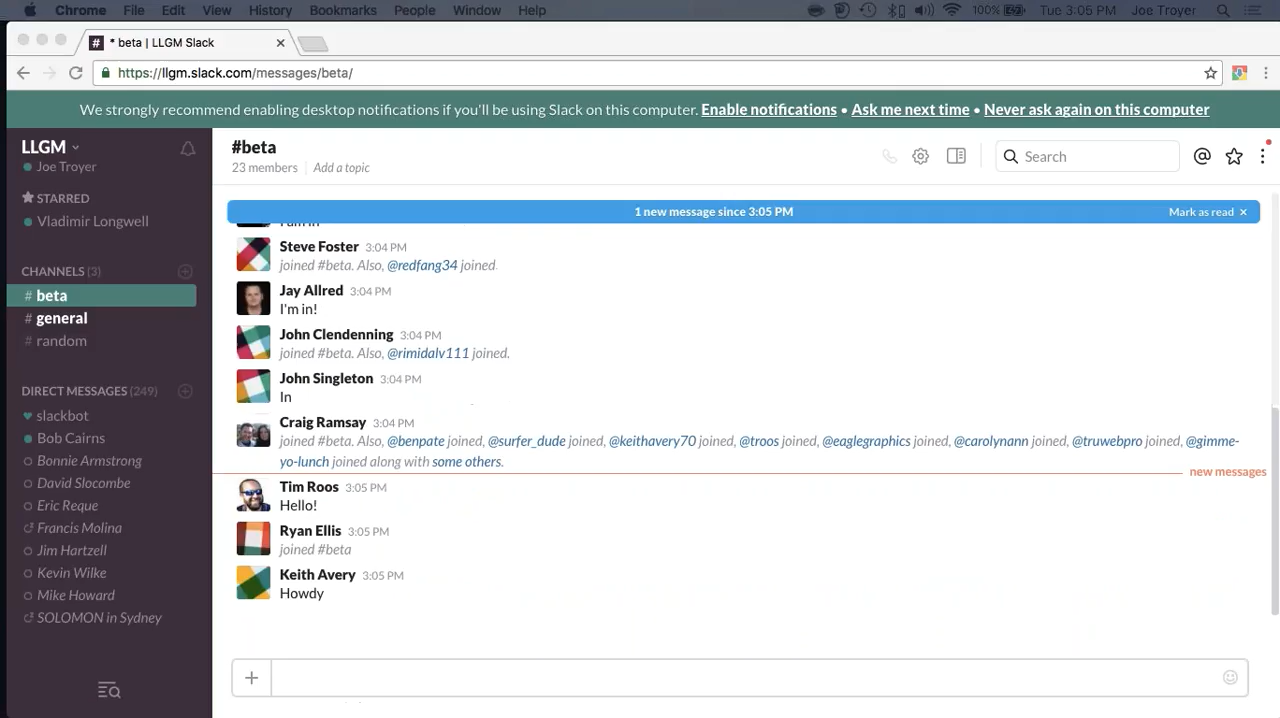 Chrome File Edit View History Bookmarks People Window Help 100% Tue 3:05 PM Joe Troyer
* beta | LLGM Slack
https://llgm.slack.com/messages/beta/
We strongly recommend enabling desktop notifications if you'll be using Slack on this computer. Enable notifications • Ask me next time • Never ask again on this computer
LLGM
Joe Troyer
STARRED
Vladimir Longwell
CHANNELS (3)
# beta
# general
# random
DIRECT MESSAGES (249)
slackbot
Bob Cairns
Bonnie Armstrong
David Slocombe
Eric Reque
Francis Molina
Jim Hartzell
Kevin Wilke
Mike Howard
SOLOMON in Sydney
#beta
23 members | Add a topic
Search
1 new message since 3:05 PM Mark as read
Steve Foster 3:04 PM
joined #beta. Also, @redfang34 joined.
Jay Allred 3:04 PM
I'm in!
John Clendenning 3:04 PM
joined #beta. Also, @rimidalv111 joined.
John Singleton 3:04 PM
In
Craig Ramsay 3:04 PM
joined #beta. Also, @benpate joined, @surfer_dude joined, @keithavery70 joined, @troos joined, @eaglegraphics joined, @carolynann joined, @truwebpro joined, @gimme-
yo-lunch joined along with some others.
new messages
Tim Roos 3:05 PM
Hello!
Ryan Ellis 3:05 PM
joined #beta
Keith Avery 3:05 PM
Howdy